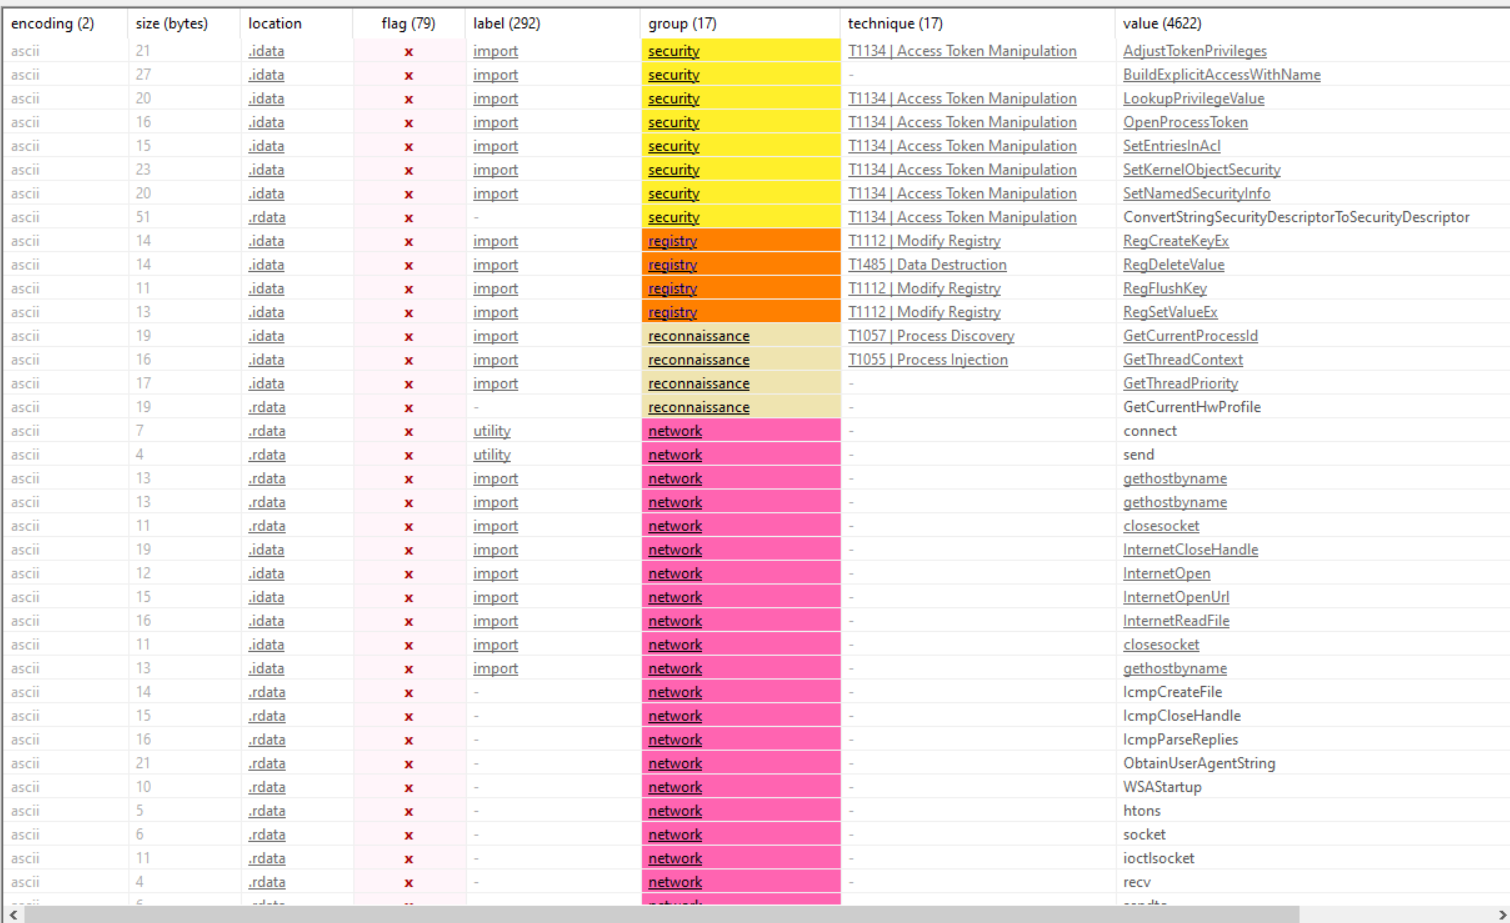 encoding (2) size (bytes) location flag (79) label (292) group (17) technique (17) value (4622)
ascii 21 .idata x import security T1134 | Access Token Manipulation AdjustTokenPrivileges
ascii 27 .idata x import security - BuildExplicitAccessWithName
ascii 20 .idata x import security T1134 | Access Token Manipulation LookupPrivilegeValue
ascii 16 .idata x import security T1134 | Access Token Manipulation OpenProcessToken
ascii 15 .idata x import security T1134 | Access Token Manipulation SetEntriesInAcl
ascii 23 .idata x import security T1134 | Access Token Manipulation SetKernelObjectSecurity
ascii 20 .idata x import security T1134 | Access Token Manipulation SetNamedSecurityInfo
ascii 51 .rdata x - security T1134 | Access Token Manipulation ConvertStringSecurityDescriptorToSecurityDescriptor
ascii 14 .idata x import registry T1112 | Modify Registry RegCreateKeyEx
ascii 14 .idata x import registry T1485 | Data Destruction RegDeleteValue
ascii 11 .idata x import registry T1112 | Modify Registry RegFlushKey
ascii 13 .idata x import registry T1112 | Modify Registry RegSetValueEx
ascii 19 .idata x import reconnaissance T1057 | Process Discovery GetCurrentProcessId
ascii 16 .idata x import reconnaissance T1055 | Process Injection GetThreadContext
ascii 17 .idata x import reconnaissance - GetThreadPriority
ascii 19 .rdata x - reconnaissance - GetCurrentHwProfile
ascii 7 .rdata x utility network - connect
ascii 4 .rdata x utility network - send
ascii 13 .rdata x import network - gethostbyname
ascii 13 .rdata x import network - gethostbyname
ascii 11 .rdata x import network - closesocket
ascii 19 .idata x import network - InternetCloseHandle
ascii 12 .idata x import network - InternetOpen
ascii 15 .idata x import network - InternetOpenUrl
ascii 16 .idata x import network - InternetReadFile
ascii 11 .idata x import network - closesocket
ascii 13 .idata x import network - gethostbyname
ascii 14 .rdata x - network - IcmpCreateFile
ascii 15 .rdata x - network - IcmpCloseHandle
ascii 16 .rdata x - network - IcmpParseReplies
ascii 21 .rdata x - network - ObtainUserAgentString
ascii 10 .rdata x - network - WSAStartup
ascii 5 .rdata x - network - htons
ascii 6 .rdata x - network - socket
ascii 11 .rdata x - network - ioctlsocket
ascii 4 .rdata x - network - recv